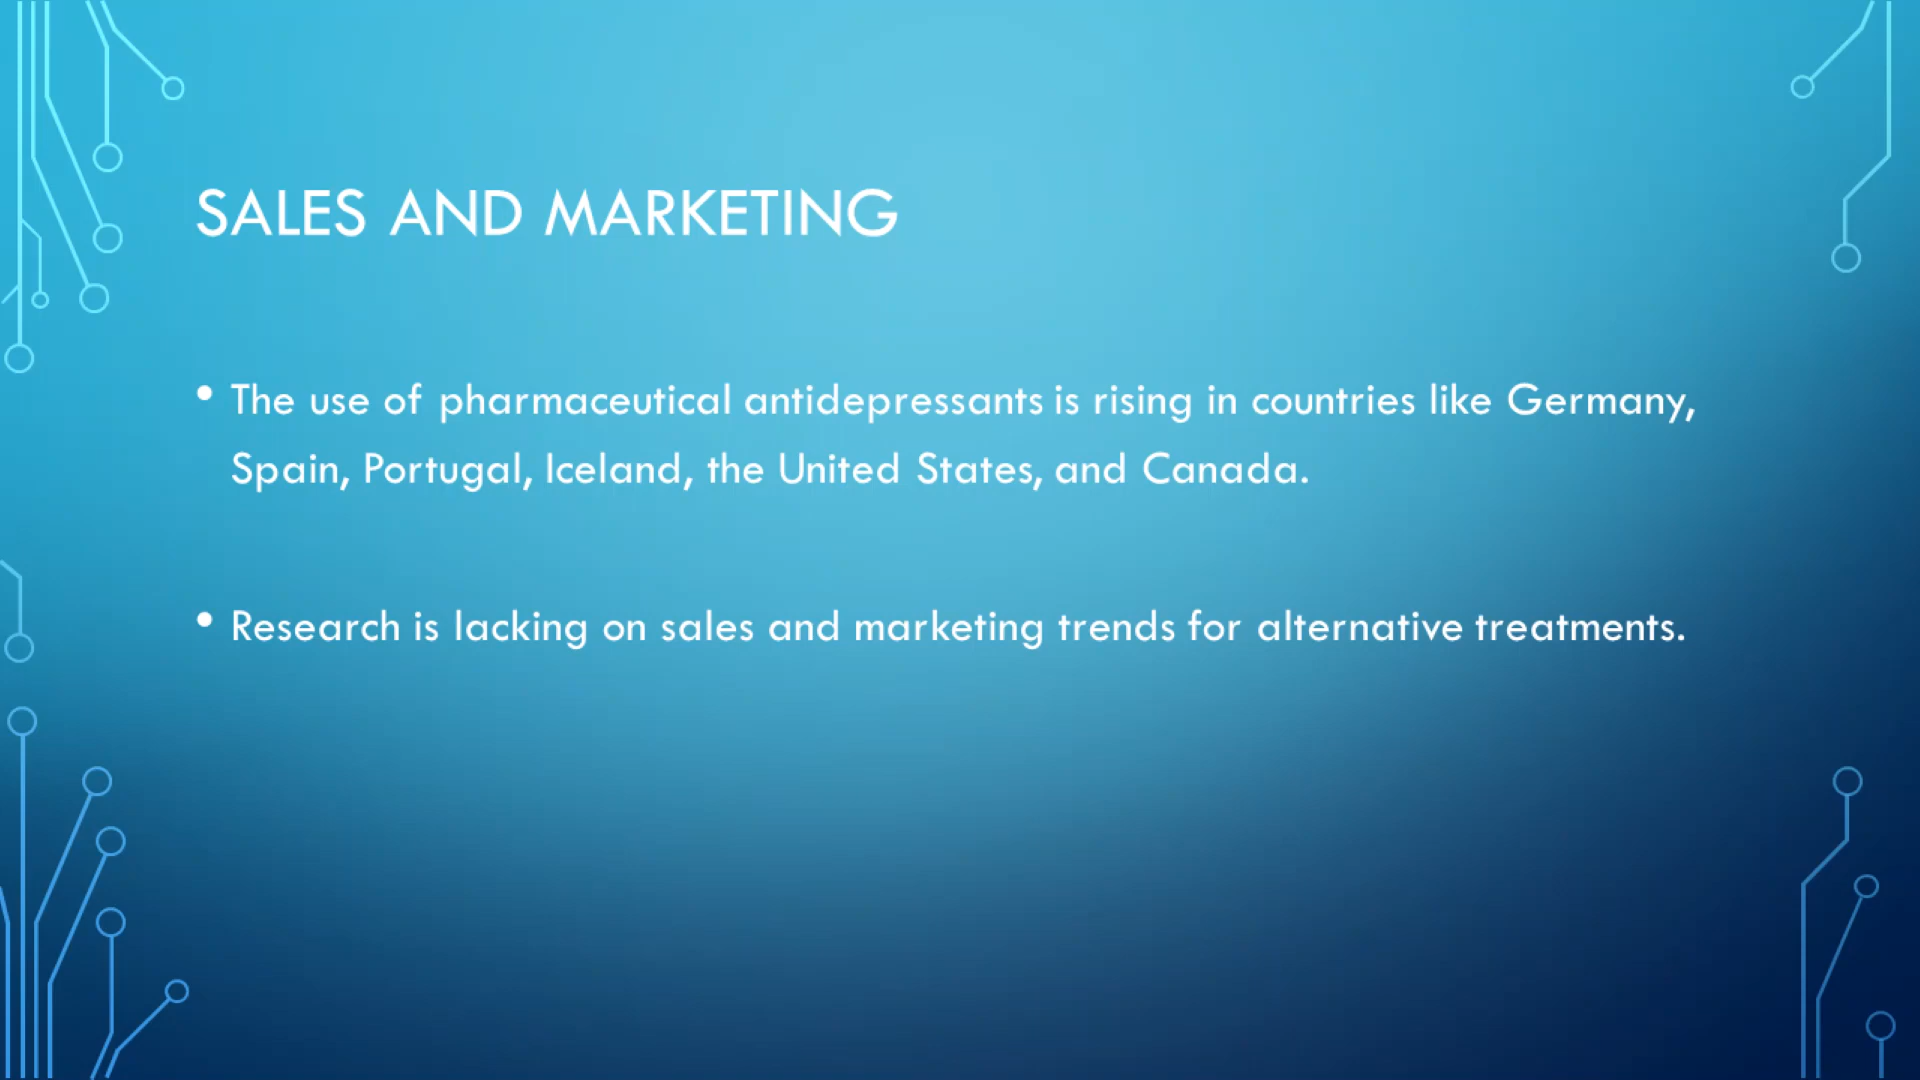 SALES AND MARKETING
• The use of pharmaceutical antidepressants is rising in countries like Germany,
Spain, Portugal, Iceland, the United States, and Canada.
• Research is lacking on sales and marketing trends for alternative treatments.